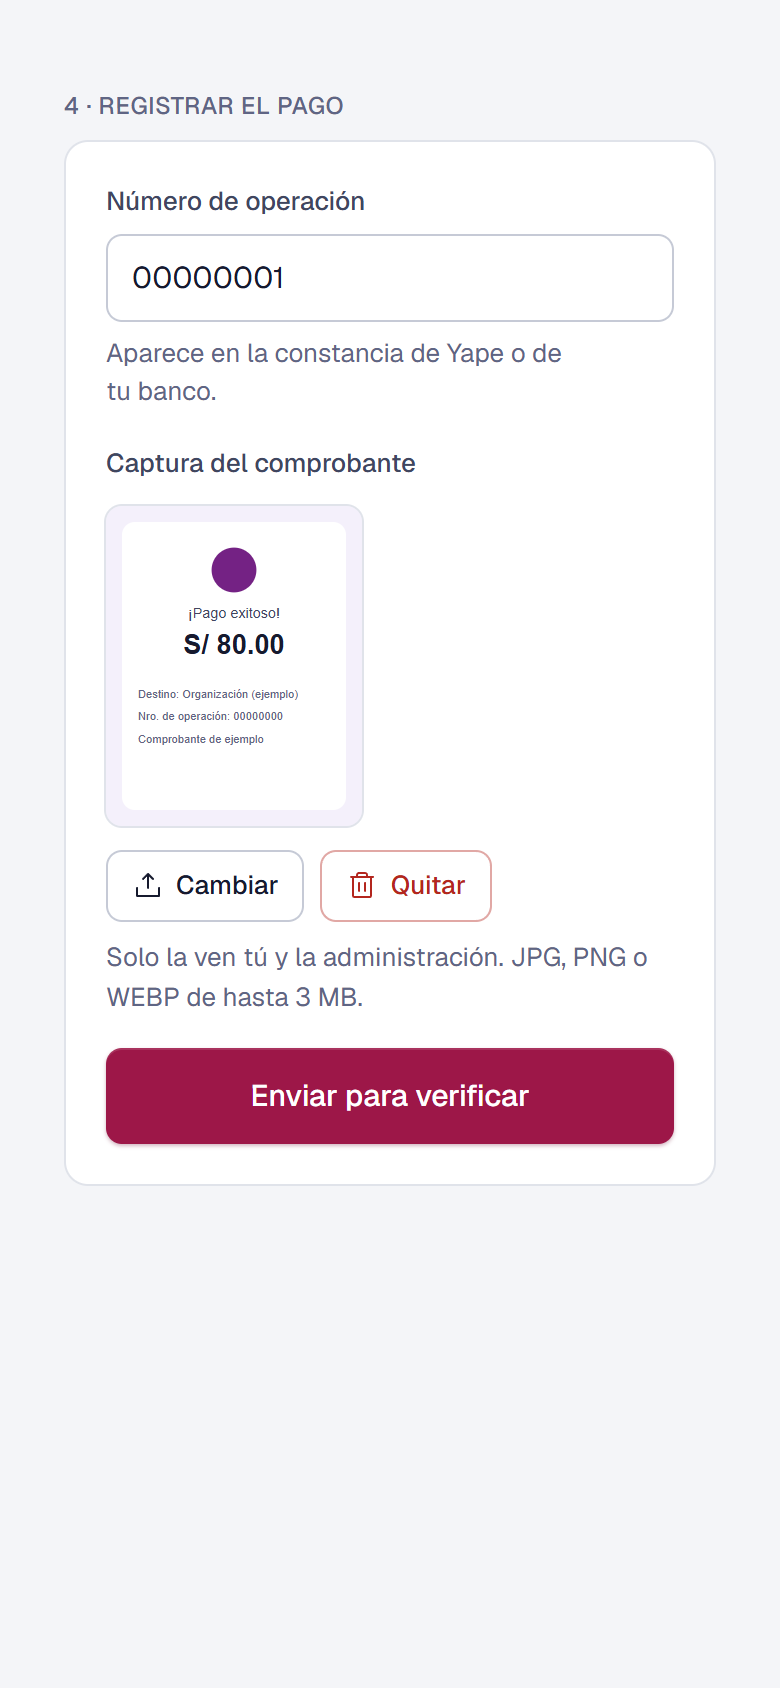 4 · REGISTRAR EL PAGO
Número de operación
00000001
Aparece en la constancia de Yape o de
tu banco.
Captura del comprobante
¡Pago exitoso!
S/ 80.00
Destino: Organización (ejemplo)
Nro. de operación: 00000000
Comprobante de ejemplo
Cambiar
Quitar
Solo la ven tú y la administración. JPG, PNG o
WEBP de hasta 3 MB.
Enviar para verificar